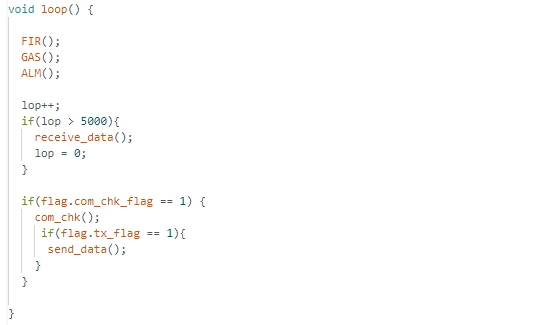 void loop() {
FIR();
GAS();
ALM();
lop++;
if(lop > 5000){
receive_data();
lop = 0;
}
if(flag.com_chk_flag == 1) {
com_chk();
if(flag.tx_flag == 1){
send_data();
}
}
}